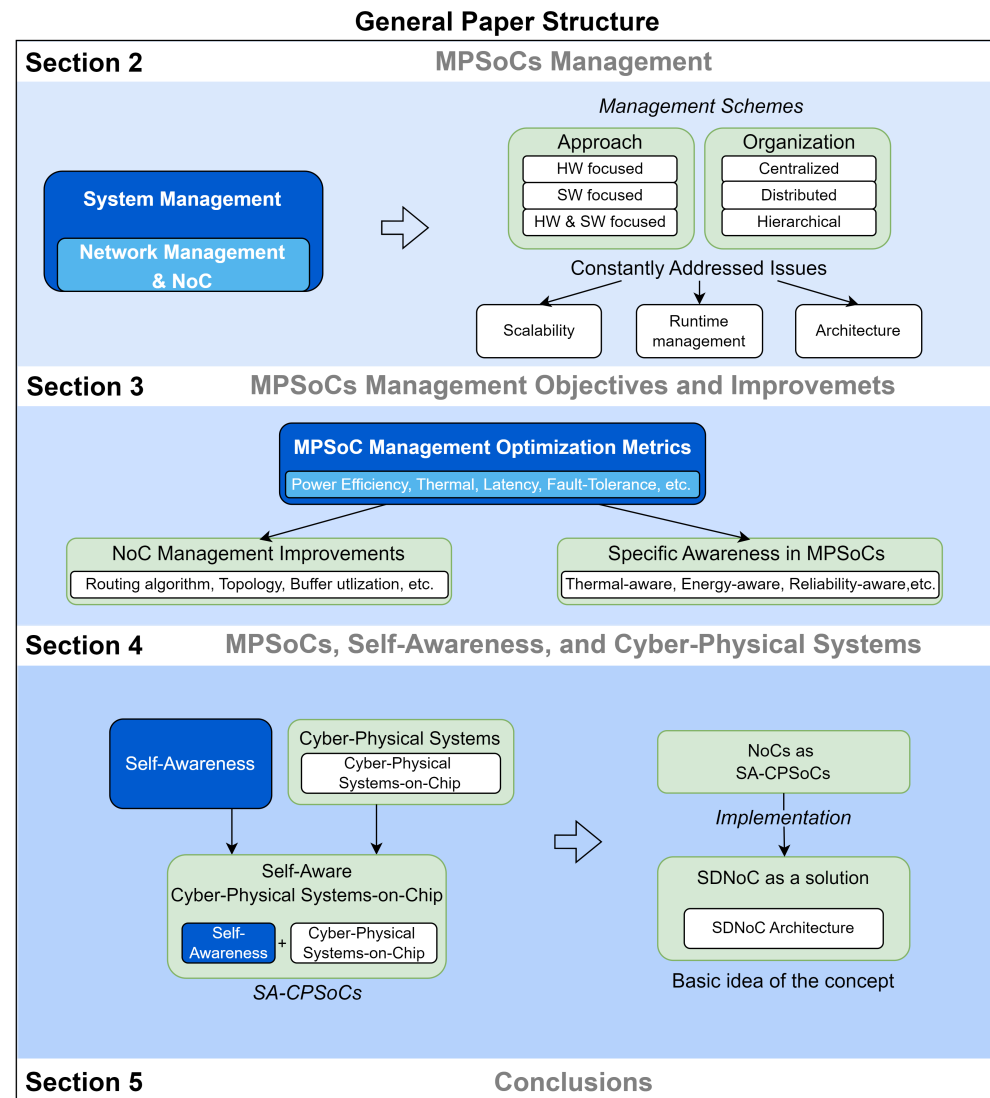 General Paper Structure
Section 2
MPSoCs Management
System Management
Network Management
& NoC
Management Schemes
Approach
HW focused
SW focused
HW & SW focused
Organization
Centralized
Distributed
Hierarchical
Constantly Addressed Issues
Scalability
Runtime
management
Architecture
Section 3
MPSoCs Management Objectives and Improvemets
MPSoC Management Optimization Metrics
Power Efficiency, Thermal, Latency, Fault-Tolerance, etc.
NoC Management Improvements
Routing algorithm, Topology, Buffer utlization, etc.
Specific Awareness in MPSoCs
Thermal-aware, Energy-aware, Reliability-aware,etc.
Section 4
MPSoCs, Self-Awareness, and Cyber-Physical Systems
Self-Awareness
Cyber-Physical Systems
Cyber-Physical
Systems-on-Chip
Self-Aware
Cyber-Physical Systems-on-Chip
Self-
Awareness
+
Cyber-Physical
Systems-on-Chip
SA-CPSoCs
NoCs as
SA-CPSoCs
Implementation
SDNoC as a solution
SDNoC Architecture
Basic idea of the concept
Section 5
Conclusions